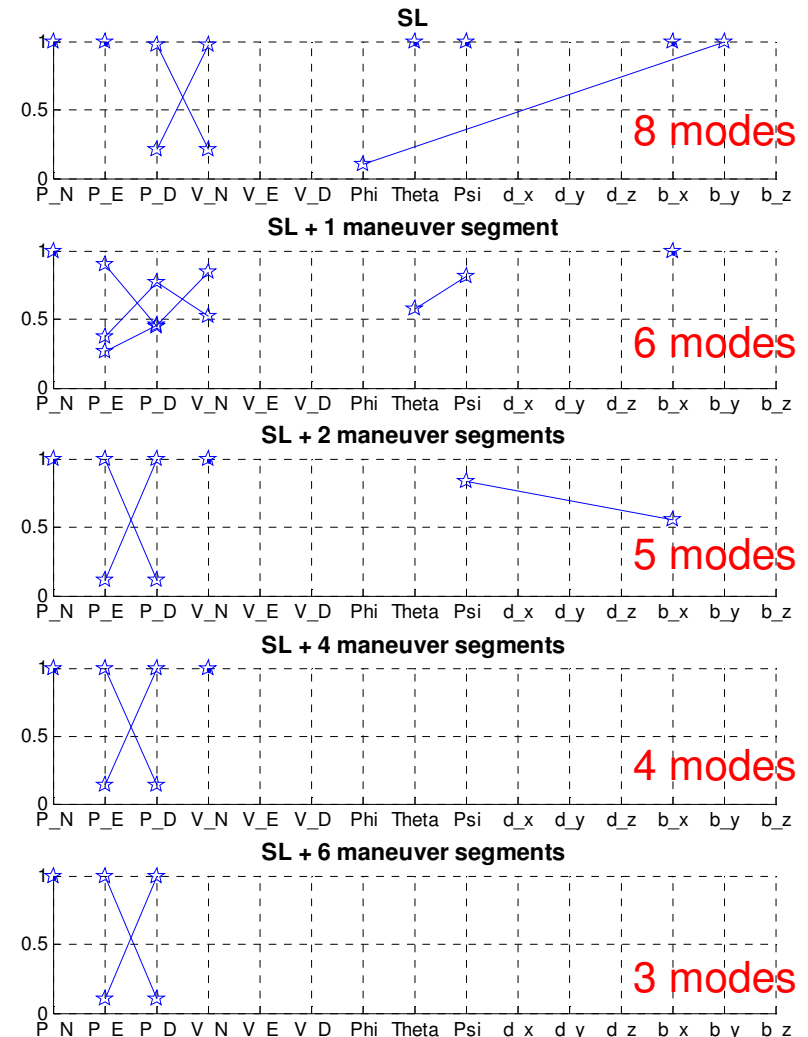 SL
1
0.5
8 modes
0
P_N P_E P_D V_N V_E V_D Phi Theta Psi d_x d_y d_z b_x b_y b_z
SL + 1 maneuver segment
1
0.5
6 modes
0
P_N P_E P_D V_N V_E V_D Phi Theta Psi d_x d_y d_z b_x b_y b_z
SL + 2 maneuver segments
1
0.5
5 modes
0
P_N P_E P_D V_N V_E V_D Phi Theta Psi d_x d_y d_z b_x b_y b_z
SL + 4 maneuver segments
1
0.5
4 modes
0
P_N P_E P_D V_N V_E V_D Phi Theta Psi d_x d_y d_z b_x b_y b_z
SL + 6 maneuver segments
1
0.5
3 modes
0
P_N P_E P_D V_N V_E V_D Phi Theta Psi d_x d_y d_z b_x b_y b_z